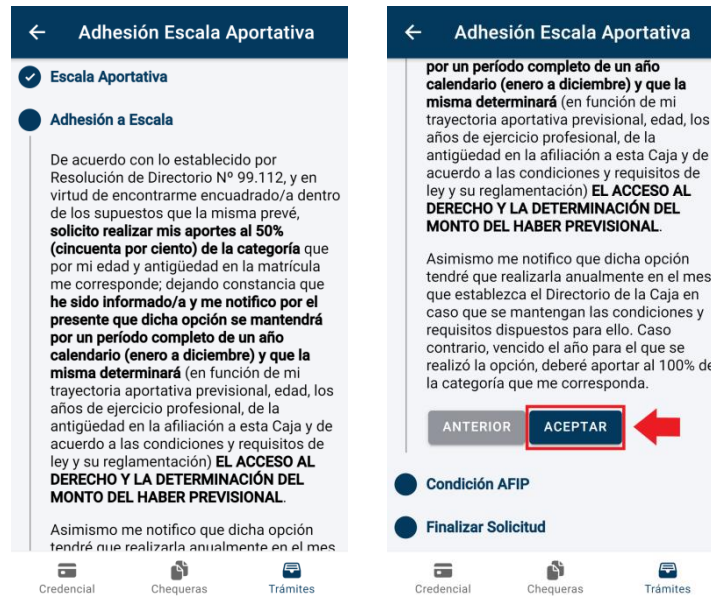 Adhesión Escala Aportativa
Escala Aportativa
Adhesión a Escala
De acuerdo con lo establecido por
Resolución de Directorio Nº 99.112, y en
virtud de encontrarme encuadrado/a dentro
de los supuestos que la misma prevé,
solicito realizar mis aportes al 50%
(cincuenta por ciento) de la categoría que
por mi edad y antigüedad en la matrícula
me corresponde; dejando constancia que
he sido informado/a y me notifico por el
presente que dicha opción se mantendrá
por un período completo de un año
calendario (enero a diciembre) y que la
misma determinará (en función de mi
trayectoria aportativa previsional, edad, los
años de ejercicio profesional, de la
antigüedad en la afiliación a esta Caja y de
acuerdo a las condiciones y requisitos de
ley y su reglamentación) EL ACCESO AL
DERECHO Y LA DETERMINACIÓN DEL
MONTO DEL HABER PREVISIONAL.
Asimismo me notifico que dicha opción
tendré que realizarla anualmente en el mes
Credencial
Chequeras
Trámites
Adhesión Escala Aportativa
por un período completo de un año
calendario (enero a diciembre) y que la
misma determinará (en función de mi
trayectoria aportativa previsional, edad, los
años de ejercicio profesional, de la
antigüedad en la afiliación a esta Caja y de
acuerdo a las condiciones y requisitos de
ley y su reglamentación) EL ACCESO AL
DERECHO Y LA DETERMINACIÓN DEL
MONTO DEL HABER PREVISIONAL.
Asimismo me notifico que dicha opción
tendré que realizarla anualmente en el mes
que establezca el Directorio de la Caja en
caso que se mantengan las condiciones y
requisitos dispuestos para ello. Caso
contrario, vencido el año para el que se
realizó la opción, deberé aportar al 100% de
la categoría que me corresponda.
ANTERIOR
ACEPTAR
Condición AFIP
Finalizar Solicitud
Credencial
Chequeras
Trámites